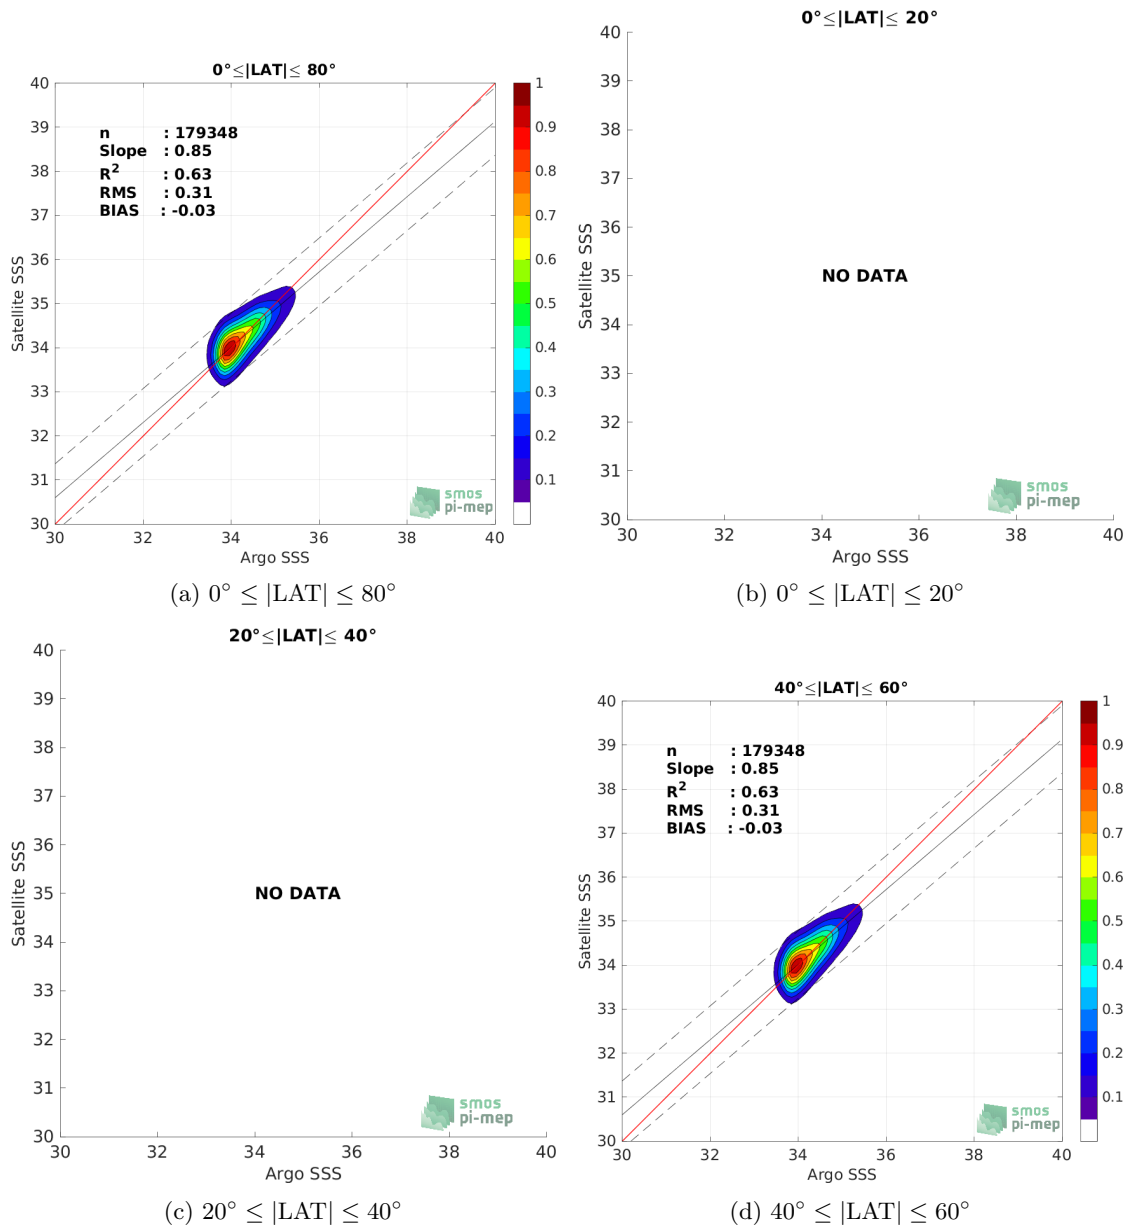 0°≤|LAT|≤ 80°
40
39
38
37
36
35
34
33
32
31
30
Satellite SSS
n : 179348
Slope : 0.85
R² : 0.63
RMS : 0.31
BIAS : -0.03
smos
pi-mep
30 32 34 36 38 40
Argo SSS
1
0.9
0.8
0.7
0.6
0.5
0.4
0.3
0.2
0.1
(a) 0° ≤ |LAT| ≤ 80°
0°≤|LAT|≤ 20°
40
39
38
37
36
35
34
33
32
31
30
Satellite SSS
NO DATA
smos
pi-mep
30 32 34 36 38 40
Argo SSS
(b) 0° ≤ |LAT| ≤ 20°
20°≤|LAT|≤ 40°
40
39
38
37
36
35
34
33
32
31
30
Satellite SSS
NO DATA
smos
pi-mep
30 32 34 36 38 40
Argo SSS
(c) 20° ≤ |LAT| ≤ 40°
40°≤|LAT|≤ 60°
40
39
38
37
36
35
34
33
32
31
30
Satellite SSS
n : 179348
Slope : 0.85
R² : 0.63
RMS : 0.31
BIAS : -0.03
smos
pi-mep
30 32 34 36 38 40
Argo SSS
1
0.9
0.8
0.7
0.6
0.5
0.4
0.3
0.2
0.1
(d) 40° ≤ |LAT| ≤ 60°